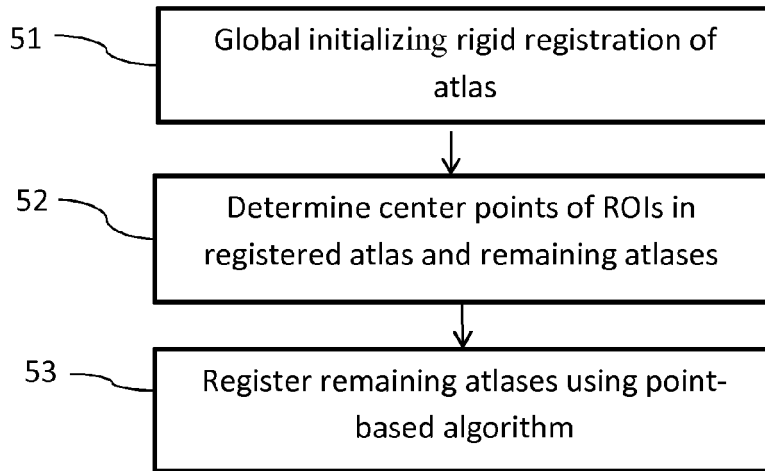 51
Global initializing rigid registration of
atlas
52
Determine center points of ROIs in
registered atlas and remaining atlases
53
Register remaining atlases using point-
based algorithm